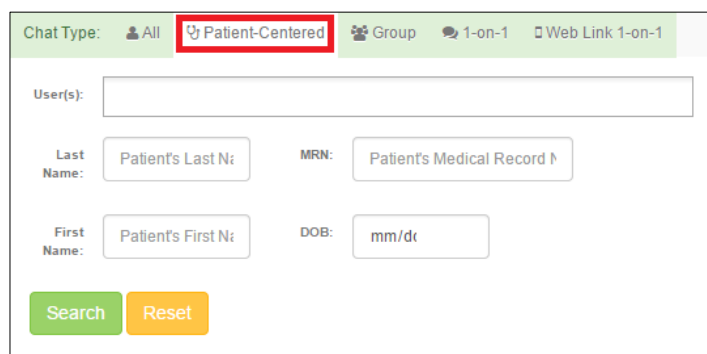 Chat Type: All Patient-Centered Group 1-on-1 Web Link 1-on-1
User(s):
Last Name: Patient's Last Na MRN: Patient's Medical Record N
First Name: Patient's First Na DOB: mm/dd
Search Reset